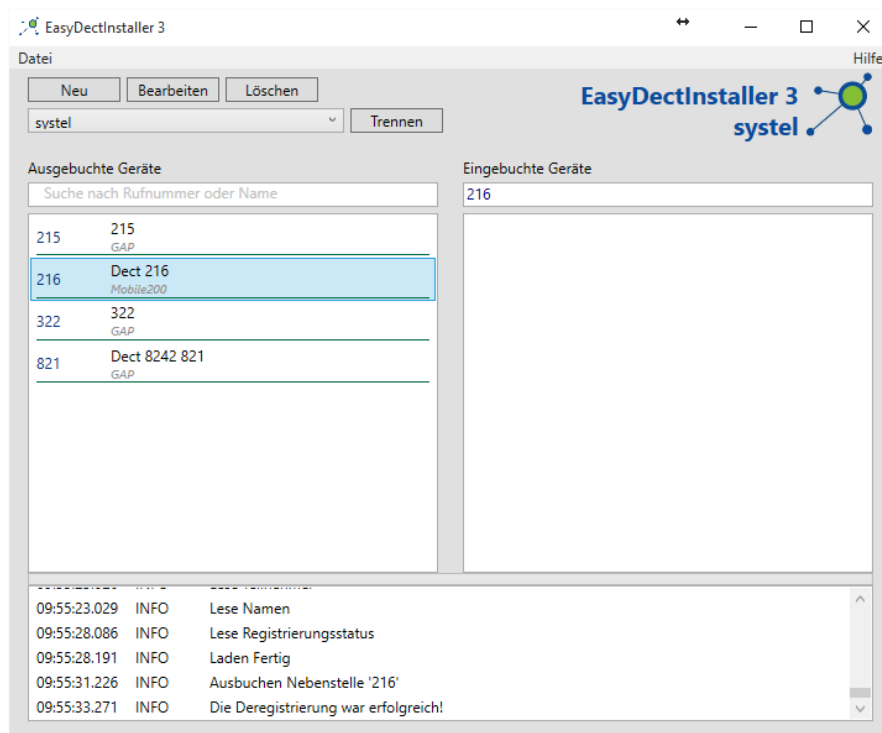 EasyDectInstaller 3
Datei
Hilfe
Neu
Bearbeiten
Löschen
systel
Trennen
EasyDectInstaller 3
systel
Ausgebuchte Geräte
Suche nach Rufnummer oder Name
215
215
GAP
216
Dect 216
Mobile200
322
322
GAP
821
Dect 8242 821
GAP
Eingebuchte Geräte
216
09:55:23.029 INFO Lese Namen
09:55:28.086 INFO Lese Registrierungsstatus
09:55:28.191 INFO Laden Fertig
09:55:31.226 INFO Ausbuchen Nebenstelle '216'
09:55:33.271 INFO Die Deregistrierung war erfolgreich!